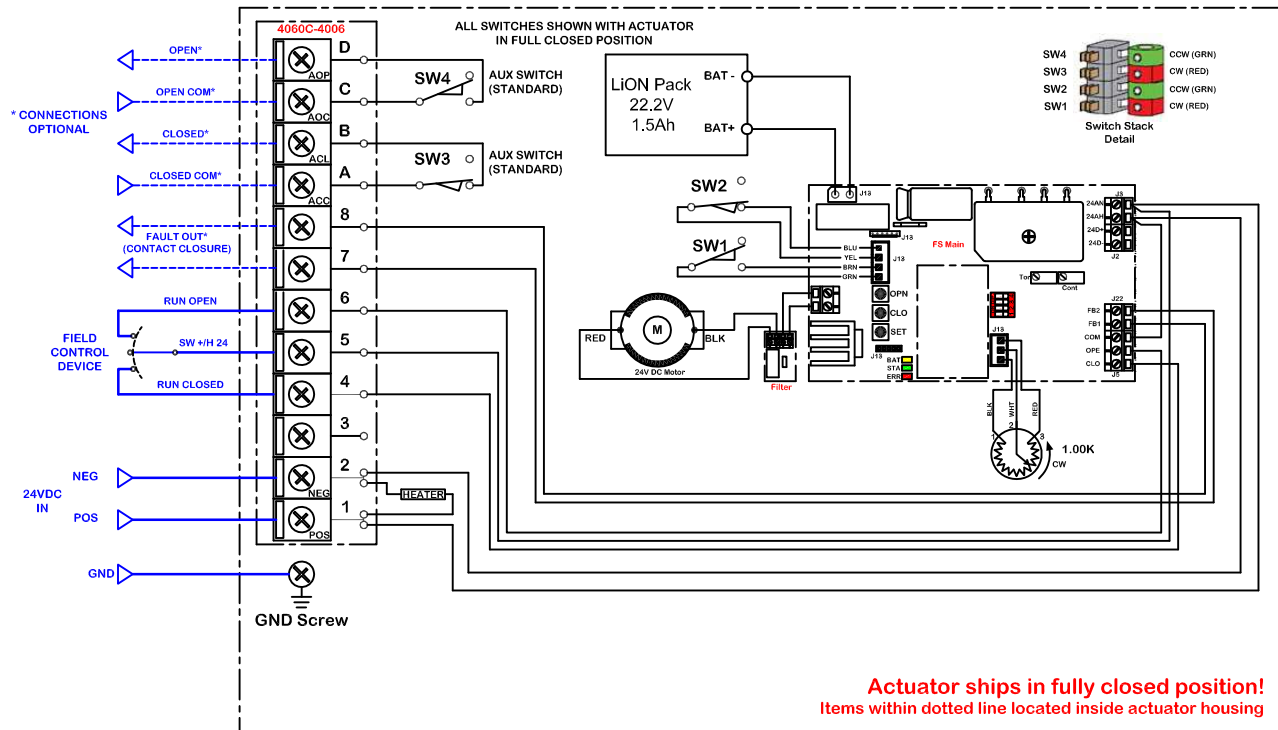 4060C-4006
ALL SWITCHES SHOWN WITH ACTUATOR
IN FULL CLOSED POSITION
* CONNECTIONS
OPTIONAL
OPEN*
AOP
D
OPEN COM*
AOC
C
CLOSED*
ACL
B
CLOSED COM*
ACC
A
FAULT OUT*
(CONTACT CLOSURE)
8
7
RUN OPEN
6
FIELD
CONTROL
DEVICE
SW +/H 24
5
RUN CLOSED
4
3
24VDC
IN
NEG
NEG
2
POS
POS
1
HEATER
GND
GND Screw
SW4
AUX SWITCH
(STANDARD)
SW3
AUX SWITCH
(STANDARD)
LiON Pack
22.2V
1.5Ah
BAT -
BAT+
SW2
SW1
SW4
SW3
SW2
SW1
CCW (GRN)
CW (RED)
CCW (GRN)
CW (RED)
Switch Stack
Detail
J13
J13
FS Main
BLU
YEL
BRN
GRN
J13
OPN
CLO
SET
J13
BAT
STA
ERR
RED
M
BLK
24V DC Motor
Filter
J3
24AN
24AH
24D+
24D-
J2
Tor
Cont
J22
FB2
FB1
COM
OPE
CLO
J5
J13
BLK
WHT
RED
1
2
3
1.00K
CW
Actuator ships in fully closed position!
Items within dotted line located inside actuator housing